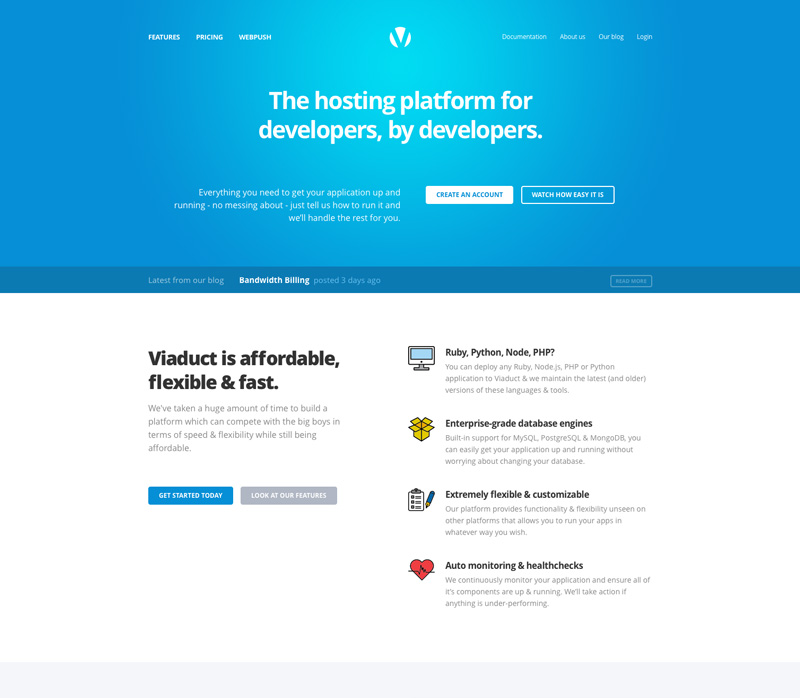 FEATURES PRICING WEBPUSH Documentation About us Our blog Login
The hosting platform for
developers, by developers.
Everything you need to get your application up and
running - no messing about - just tell us how to run it and
we'll handle the rest for you.
CREATE AN ACCOUNT WATCH HOW EASY IT IS
Latest from our blog Bandwidth Billing posted 3 days ago READ MORE
Viaduct is affordable,
flexible & fast.
We've taken a huge amount of time to build a
platform which can compete with the big boys in
terms of speed & flexibility while still being
affordable.
GET STARTED TODAY LOOK AT OUR FEATURES
Ruby, Python, Node, PHP?
You can deploy any Ruby, Node.js, PHP or Python
application to Viaduct & we maintain the latest (and older)
versions of these languages & tools.
Enterprise-grade database engines
Built-in support for MySQL, PostgreSQL & MongoDB, you
can easily get your application up and running without
worrying about changing your database.
Extremely flexible & customizable
Our platform provides functionality & flexibility unseen on
other platforms that allows you to run your apps in
whatever way you wish.
Auto monitoring & healthchecks
We continuously monitor your application and ensure all of
it's components are up & running. We'll take action if
anything is under-performing.